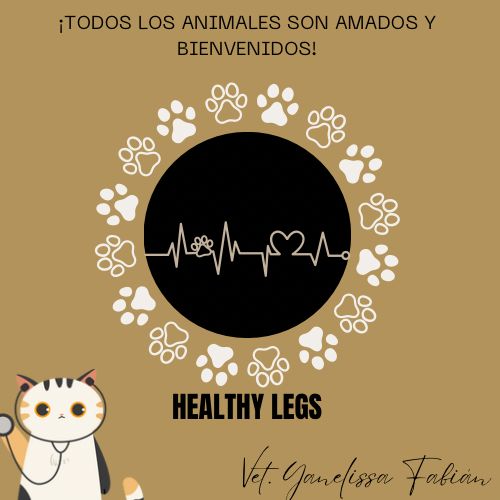 ¡TODOS LOS ANIMALES SON AMADOS Y
BIENVENIDOS!
HEALTHY LEGS
Vet. Yanelissa Fabián